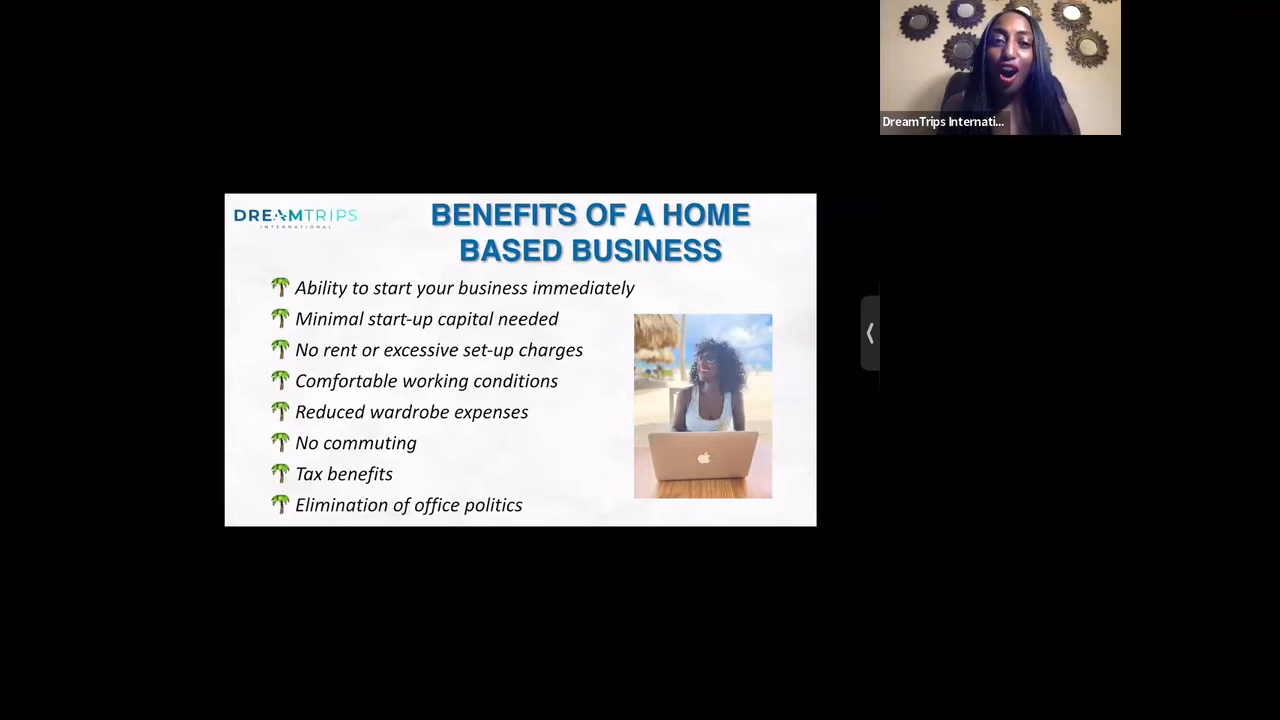 DreamTrips Internati...
DREAMTRIPS
INTERNATIONAL
BENEFITS OF A HOME
BASED BUSINESS
Ability to start your business immediately
Minimal start-up capital needed
No rent or excessive set-up charges
Comfortable working conditions
Reduced wardrobe expenses
No commuting
Tax benefits
Elimination of office politics